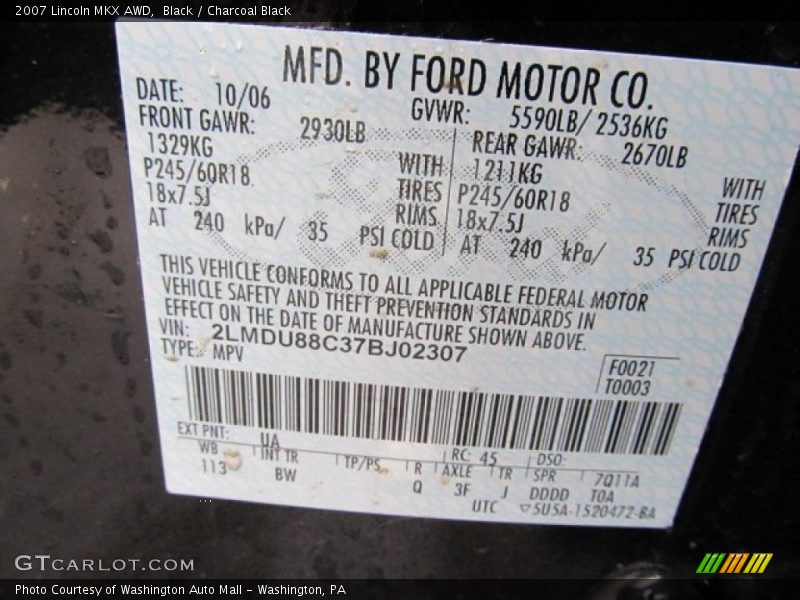 2007 Lincoln MKX AWD,  Black / Charcoal Black
MFD. BY FORD MOTOR CO.
DATE: 10/06 GVWR: 5590LB/ 2536KG
FRONT GAWR: 2930LB REAR GAWR: 2670LB
1329KG WITH 1211KG WITH
P245/60R18 TIRES P245/60R18 TIRES
18x7.5J RIMS 18x7.5J RIMS
AT 240 kPa/ 35 PSI COLD AT 240 kPa/ 35 PSI COLD
THIS VEHICLE CONFORMS TO ALL APPLICABLE FEDERAL MOTOR
VEHICLE SAFETY AND THEFT PREVENTION STANDARDS IN
EFFECT ON THE DATE OF MANUFACTURE SHOWN ABOVE.
VIN: 2LMDU88C37BJ02307
TYPE: MPV
F0021
T0003
EXT PNT: UA RC: 45 DSO:
WB INT TR TP/PS R AXLE TR SPR 7Q11A
113 BW Q 3F J DDDD T0A
UTC ▽5U5A-1520472-BA
GTCARLOT.COM
Photo Courtesy of Washington Auto Mall - Washington, PA